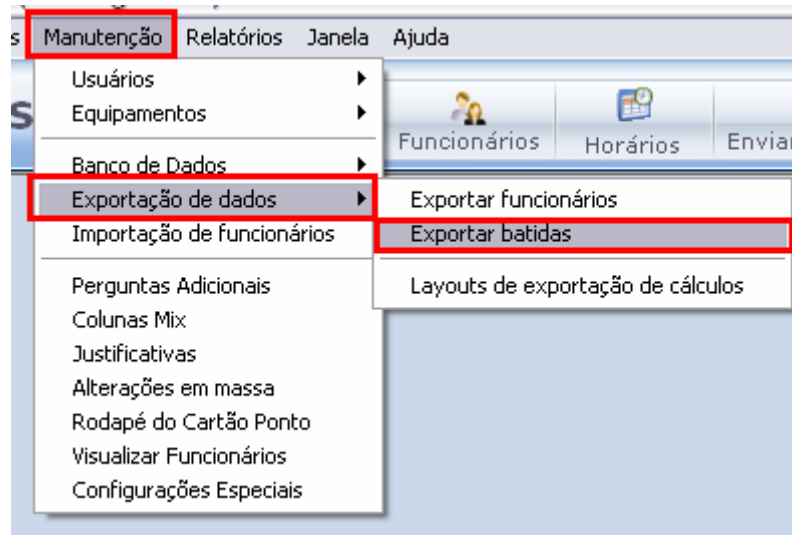 s Manutenção Relatórios Janela Ajuda
Usuários
Equipamentos
S
Funcionários Horários Enviar
Banco de Dados
Exportação de dados Exportar funcionários
Importação de funcionários Exportar batidas
Perguntas Adicionais Layouts de exportação de cálculos
Colunas Mix
Justificativas
Alterações em massa
Rodapé do Cartão Ponto
Visualizar Funcionários
Configurações Especiais